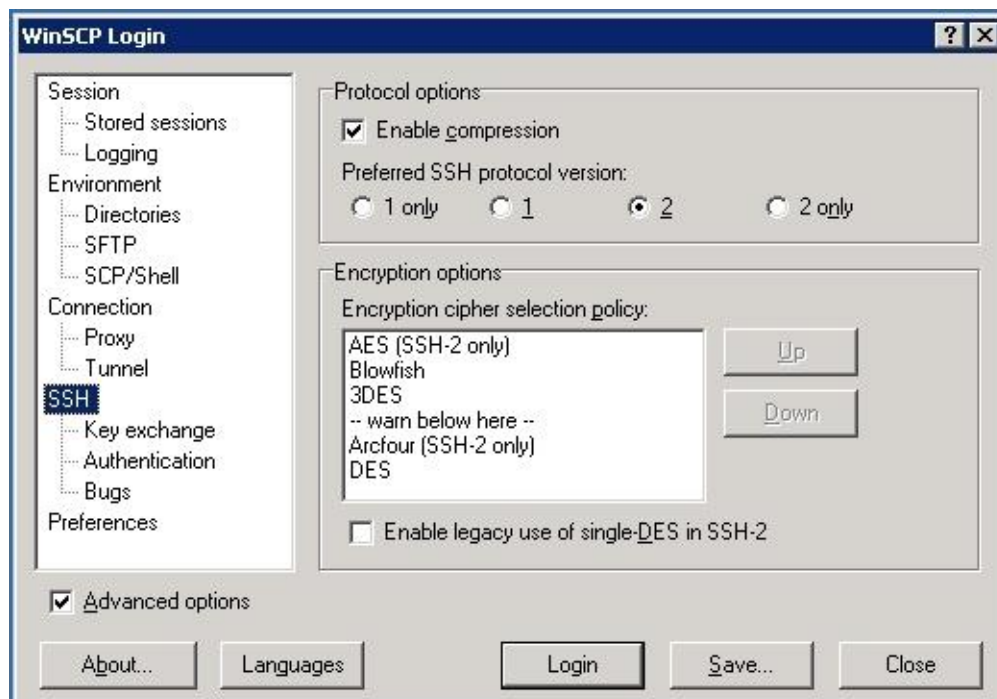 WinSCP Login
Session
Stored sessions
Logging
Environment
Directories
SFTP
SCP/Shell
Connection
Proxy
Tunnel
SSH
Key exchange
Authentication
Bugs
Preferences
Advanced options
Protocol options
Enable compression
Preferred SSH protocol version:
1 only 1 2 2 only
Encryption options
Encryption cipher selection policy:
AES (SSH-2 only)
Blowfish
3DES
-- warn below here --
Arcfour (SSH-2 only)
DES
Up
Down
Enable legacy use of single-DES in SSH-2
About... Languages Login Save... Close